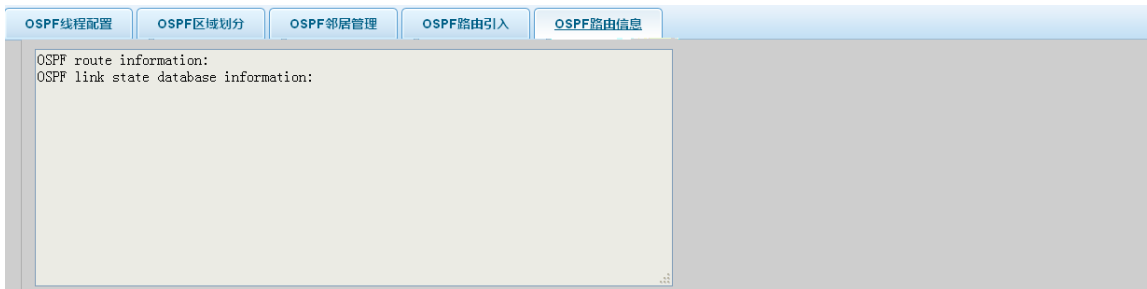 OSPF线程配置 OSPF区域划分 OSPF邻居管理 OSPF路由引入 OSPF路由信息
OSPF route information:
OSPF link state database information: